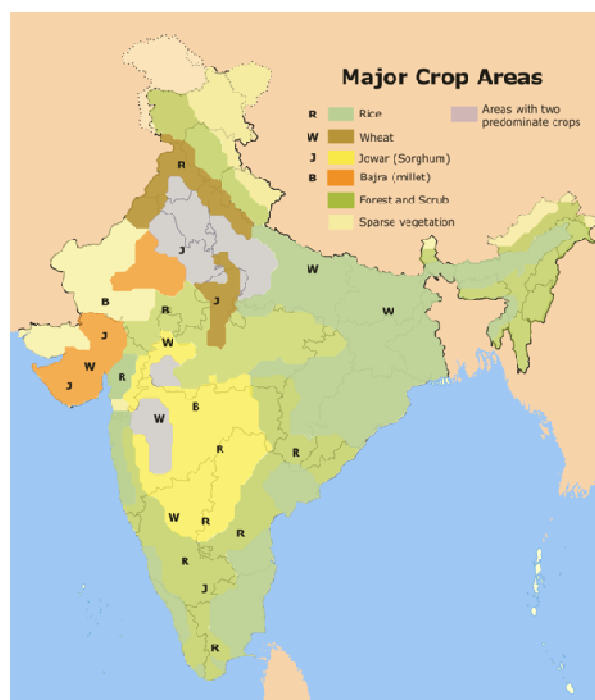 Major Crop Areas
R Rice
Areas with two
predominate crops
W Wheat
J Jowar (Sorghum)
B Bajra (millet)
Forest and Scrub
Sparse vegetation
R
J
W
B
R
J
W
J
W
W
R
J
B
W
R
R
W
R
R
R
J
R